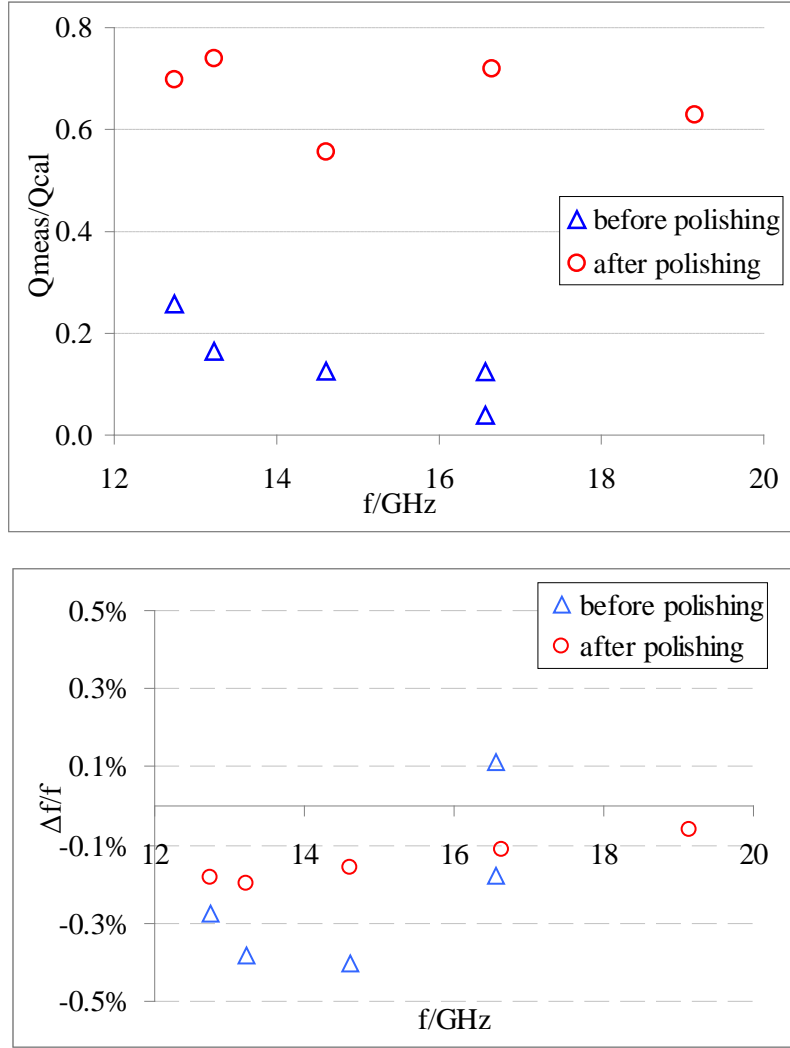 0.8
0.6
0.4
0.2
0.0
Qmeas/Qcal
before polishing
after polishing
12 14 16 18 20
f/GHz
0.5%
0.3%
0.1%
-0.1%
-0.3%
-0.5%
Δf/f
before polishing
after polishing
12 14 16 18 20
f/GHz